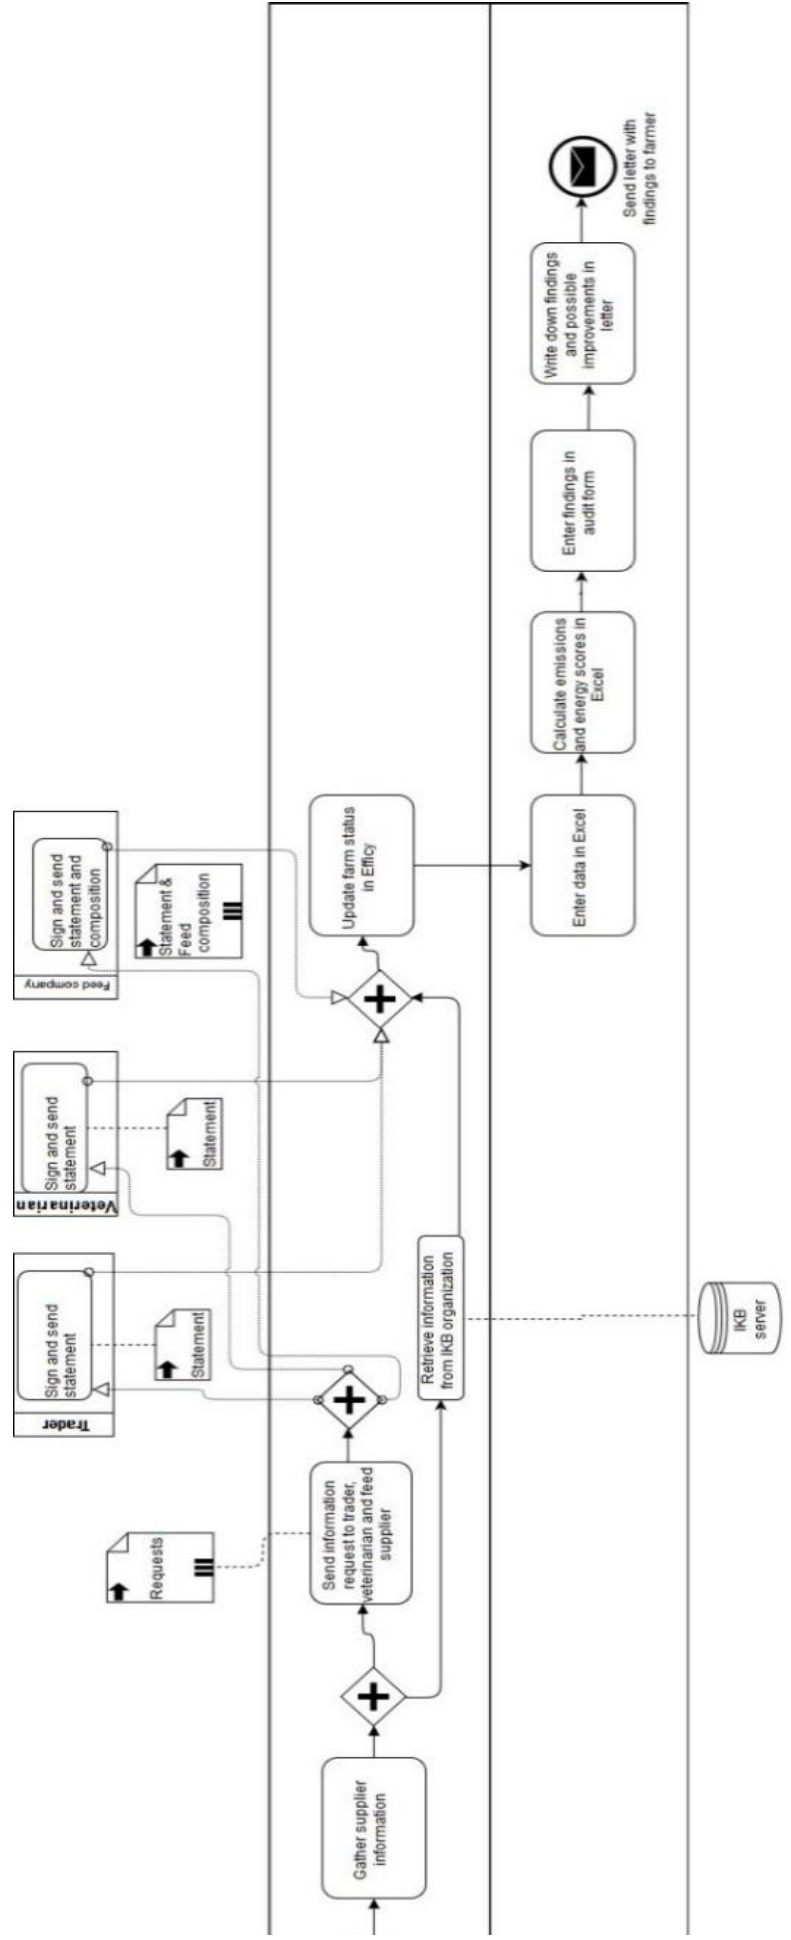 Gather supplier
information
Requests
Send information
request to trader,
veterinarian and feed
supplier
Trader
Sign and send
statement
Statement
Retrieve information
from IKB organization
IKB
server
Veterinarian
Sign and send
statement
Statement
Feed company
Sign and send
statement and
composition
Statement &
Feed
composition
Update farm status
in Efficy
Enter data in Excel
Calculate emissions
and energy scores in
Excel
Enter findings in
audit form
Write down findings
and possible
improvements in
letter
Send letter with
findings to farmer